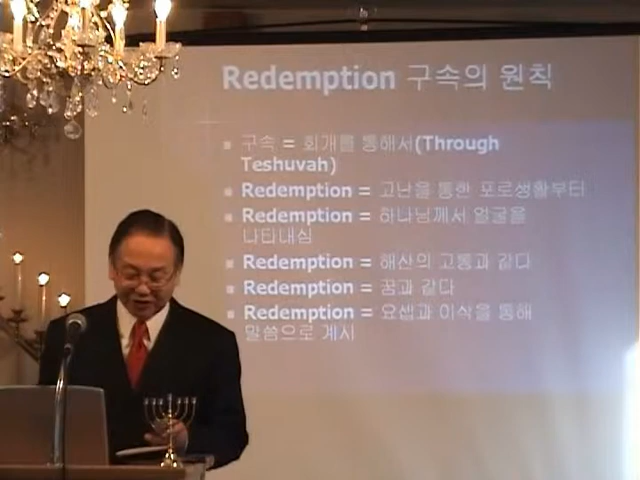 Redemption 구속의 원칙
구속 = 회개를 통해서(Through
Teshuvah)
Redemption = 고난을 통한 포로생활부터
Redemption = 하나님께서 얼굴을
나타내심
Redemption = 해산의 고통과 같다
Redemption = 꿈과 같다
Redemption = 요셉과 이삭을 통해
말씀으로 계시